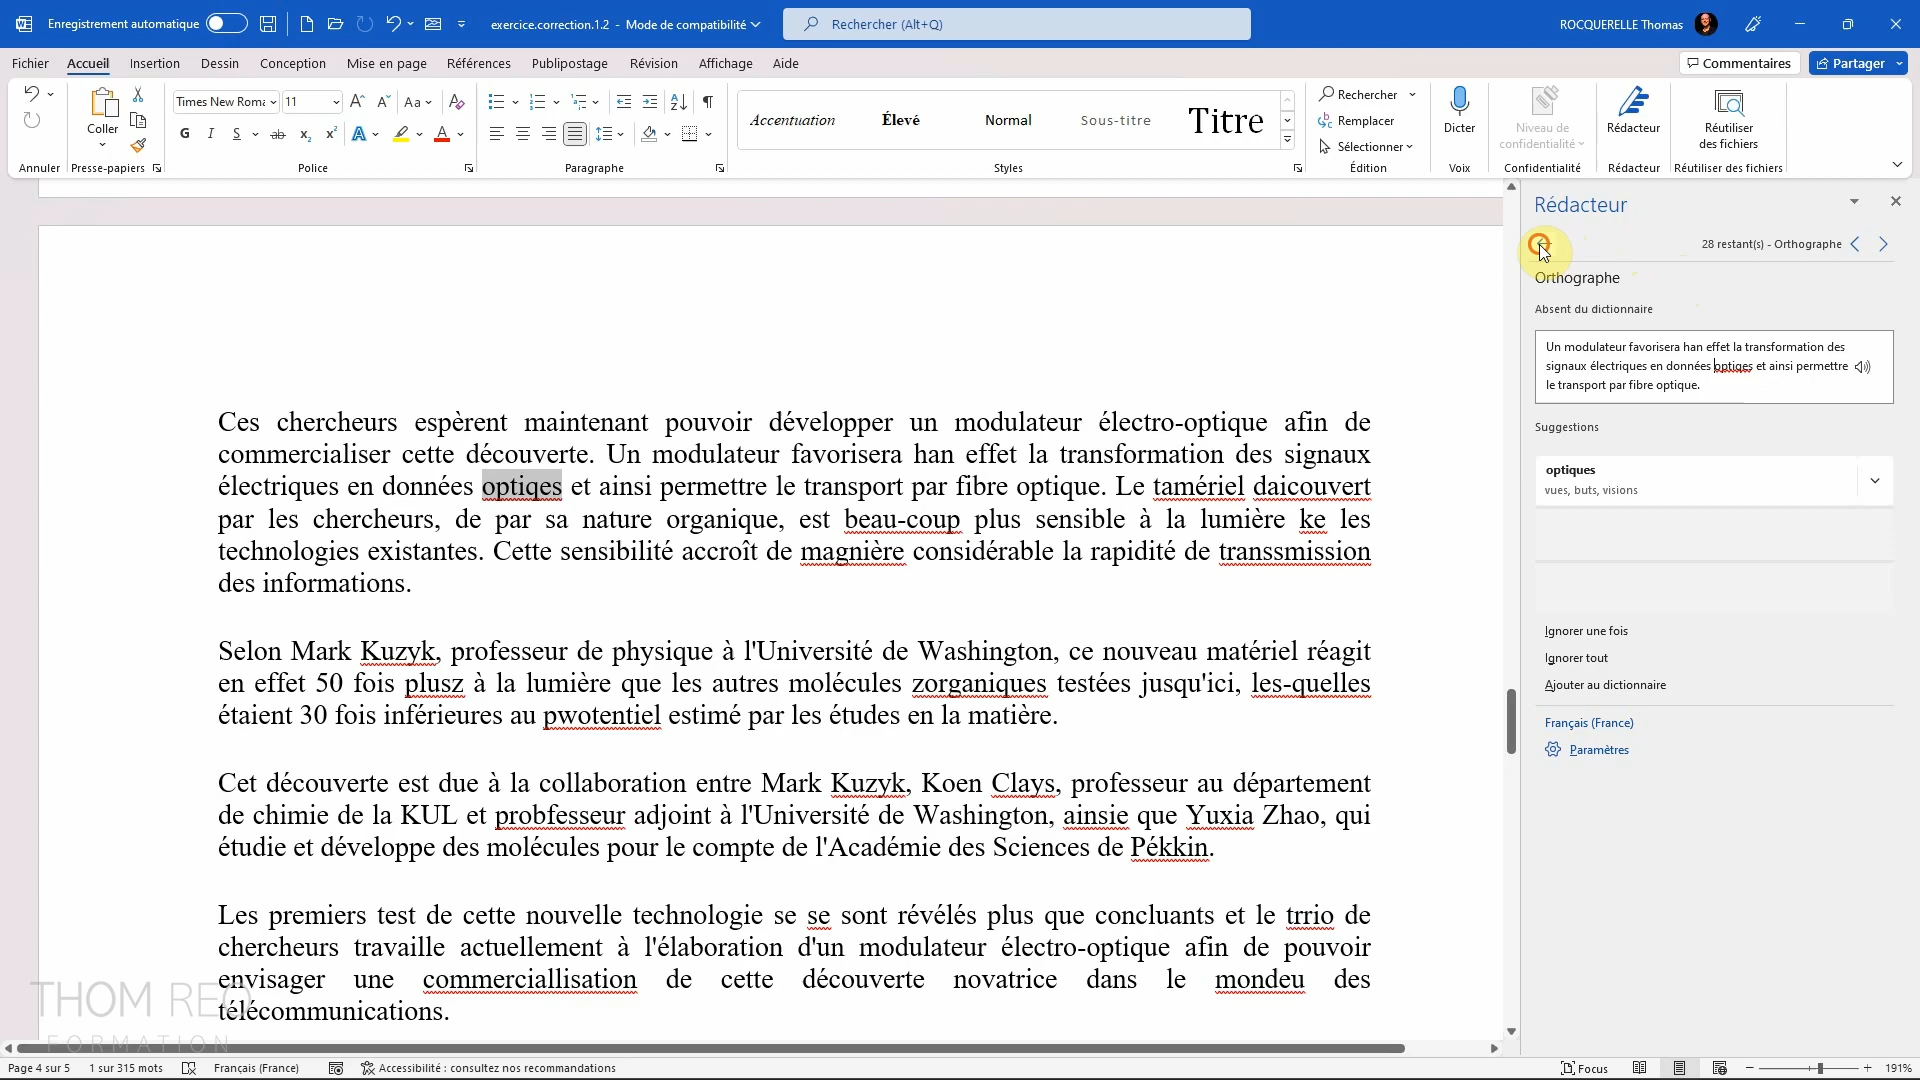 Enregistrement automatique
exercice.correction.1.2 - Mode de compatibilité
Rechercher (Alt+Q)
ROCQUERELLE Thomas
Fichier Accueil Insertion Dessin Conception Mise en page Références Publipostage Révision Affichage Aide
Commentaires Partager
Coller
Times New Roma 11
Accentuation Élevé Normal Sous-titre Titre
Rechercher
Remplacer
Sélectionner
Dicter
Niveau de confidentialité
Rédacteur
Réutiliser des fichiers
Annuler Presse-papiers Police Paragraphe Styles Édition Voix Confidentialité Rédacteur Réutiliser des fichiers
Ces chercheurs espèrent maintenant pouvoir développer un modulateur électro-optique afin de
commercialiser cette découverte. Un modulateur favorisera han effet la transformation des signaux
électriques en données optiqes et ainsi permettre le transport par fibre optique. Le tamériel daicouvert
par les chercheurs, de par sa nature organique, est beau-coup plus sensible à la lumière ke les
technologies existantes. Cette sensibilité accroît de magnière considérable la rapidité de transsmission
des informations.
Selon Mark Kuzyk, professeur de physique à l'Université de Washington, ce nouveau matériel réagit
en effet 50 fois plusz à la lumière que les autres molécules zorganiques testées jusqu'ici, les-quelles
étaient 30 fois inférieures au pwotentiel estimé par les études en la matière.
Cet découverte est due à la collaboration entre Mark Kuzyk, Koen Clays, professeur au département
de chimie de la KUL et probfesseur adjoint à l'Université de Washington, ainsie que Yuxia Zhao, qui
étudie et développe des molécules pour le compte de l'Académie des Sciences de Pékkin.
Les premiers test de cette nouvelle technologie se se sont révélés plus que concluants et le trrio de
chercheurs travaille actuellement à l'élaboration d'un modulateur électro-optique afin de pouvoir
envisager une commerciallisation de cette découverte novatrice dans le mondeu des
télécommunications.
THOM REO
FORMATION
Rédacteur
28 restant(s) - Orthographe
Orthographe
Absent du dictionnaire
Un modulateur favorisera han effet la transformation des
signaux électriques en données optiqes et ainsi permettre
le transport par fibre optique.
Suggestions
optiques
vues, buts, visions
Ignorer une fois
Ignorer tout
Ajouter au dictionnaire
Français (France)
Paramètres
Page 4 sur 5 1 sur 315 mots Français (France) Accessibilité : consultez nos recommandations Focus 191%